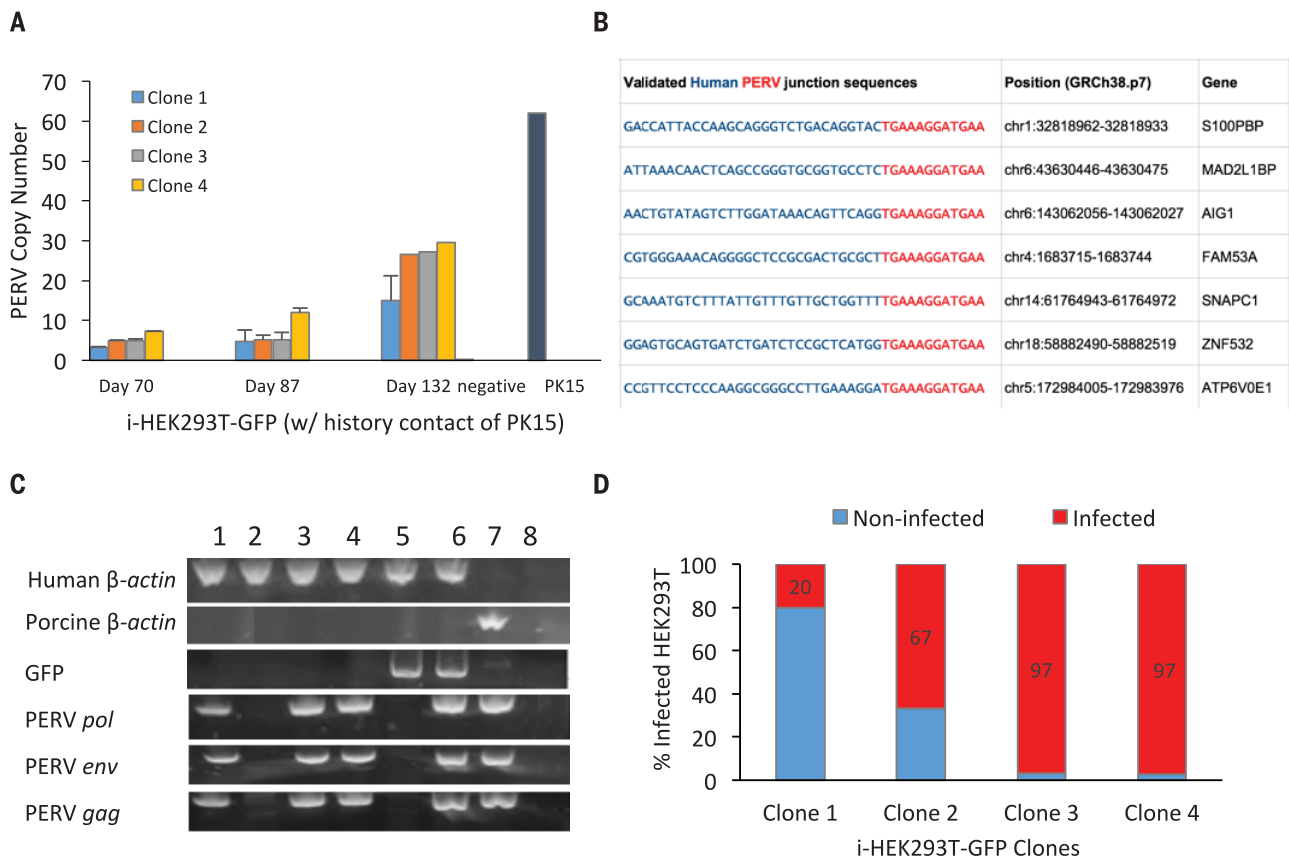 A
70
60
50
40
30
20
10
0
PERV Copy Number
Clone 1
Clone 2
Clone 3
Clone 4
Day 70 Day 87 Day 132 negative PK15
i-HEK293T-GFP (w/ history contact of PK15)
B
Validated Human PERV junction sequences Position (GRCh38.p7) Gene
GACCATTACCAAGCAGGGTCTGACAGGTACTGAAAGGATGAA chr1:32818962-32818933 S100PBP
ATTAAACAACTCAGCCGGGTGCGGTGCCTCTGAAAGGATGAA chr6:43630446-43630475 MAD2L1BP
AACTGTATAGTCTTGGATAAACAGTTCAGGTGAAAGGATGAA chr6:143062056-143062027 AIG1
CGTGGGAAACAGGGGCTCCGCGACTGCGCTTGAAAGGATGAA chr4:1683715-1683744 FAM53A
GCAAATGTCTTTATTGTTTGTTGCTGGTTTTGAAAGGATGAA chr14:61764943-61764972 SNAPC1
GGAGTGCAGTGATCTGATCTCCGCTCATGGTGAAAGGATGAA chr18:58882490-58882519 ZNF532
CCGTTCCTCCCAAGGCGGGCCTTGAAAGGATGAAAGGATGAA chr5:172984005-172983976 ATP6V0E1
C
1 2 3 4 5 6 7 8
Human β-actin
Porcine β-actin
GFP
PERV pol
PERV env
PERV gag
D
Non-infected Infected
100
80
60
40
20
0
% Infected HEK293T
20
67
97
97
Clone 1 Clone 2 Clone 3 Clone 4
i-HEK293T-GFP Clones